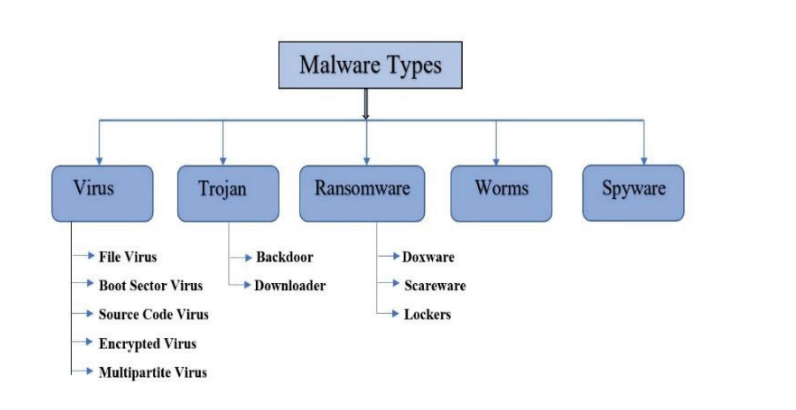 Malware Types
Virus
Trojan
Ransomware
Worms
Spyware
File Virus
Boot Sector Virus
Source Code Virus
Encrypted Virus
Multipartite Virus
Backdoor
Downloader
Doxware
Scareware
Lockers